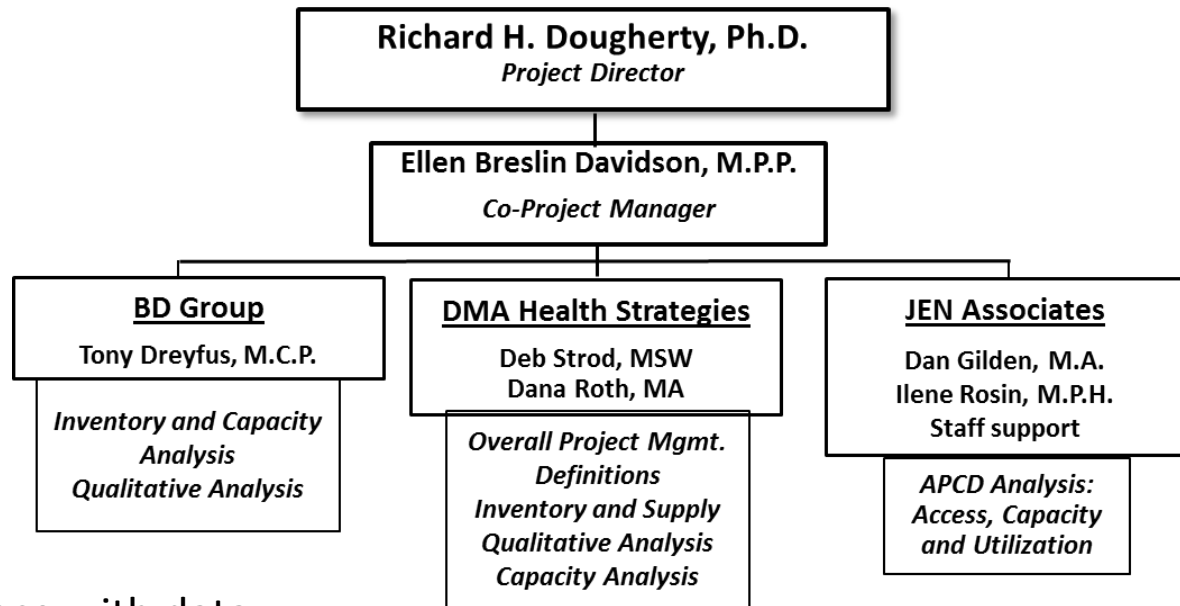 Richard H. Dougherty, Ph.D.
Project Director
Ellen Breslin Davidson, M.P.P.
Co-Project Manager
BD Group
Tony Dreyfus, M.C.P.
Inventory and Capacity
Analysis
Qualitative Analysis
DMA Health Strategies
Deb Strod, MSW
Dana Roth, MA
Overall Project Mgmt.
Definitions
Inventory and Supply
Qualitative Analysis
Capacity Analysis
JEN Associates
Dan Gilden, M.A.
Ilene Rosin, M.P.H.
Staff support
APCD Analysis:
Access, Capacity
and Utilization